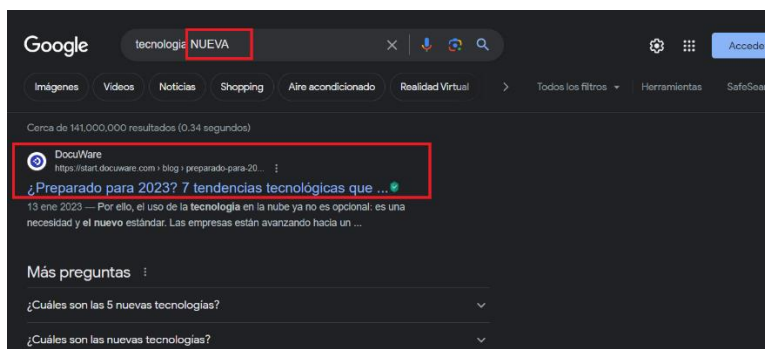 Google
tecnologia NUEVA
Accede
Imágenes
Videos
Noticias
Shopping
Aire acondicionado
Realidad Virtual
Todos los filtros
Herramientas
SafeSear
Cerca de 141,000,000 resultados (0.34 segundos)
DocuWare
https://start.docuware.com › blog › preparado-para-20...
¿Preparado para 2023? 7 tendencias tecnológicas que ...
13 ene 2023 — Por ello, el uso de la tecnología en la nube ya no es opcional: es una
necesidad y el nuevo estándar. Las empresas están avanzando hacia un ...
Más preguntas
¿Cuáles son las 5 nuevas tecnologías?
¿Cuáles son las nuevas tecnologías?